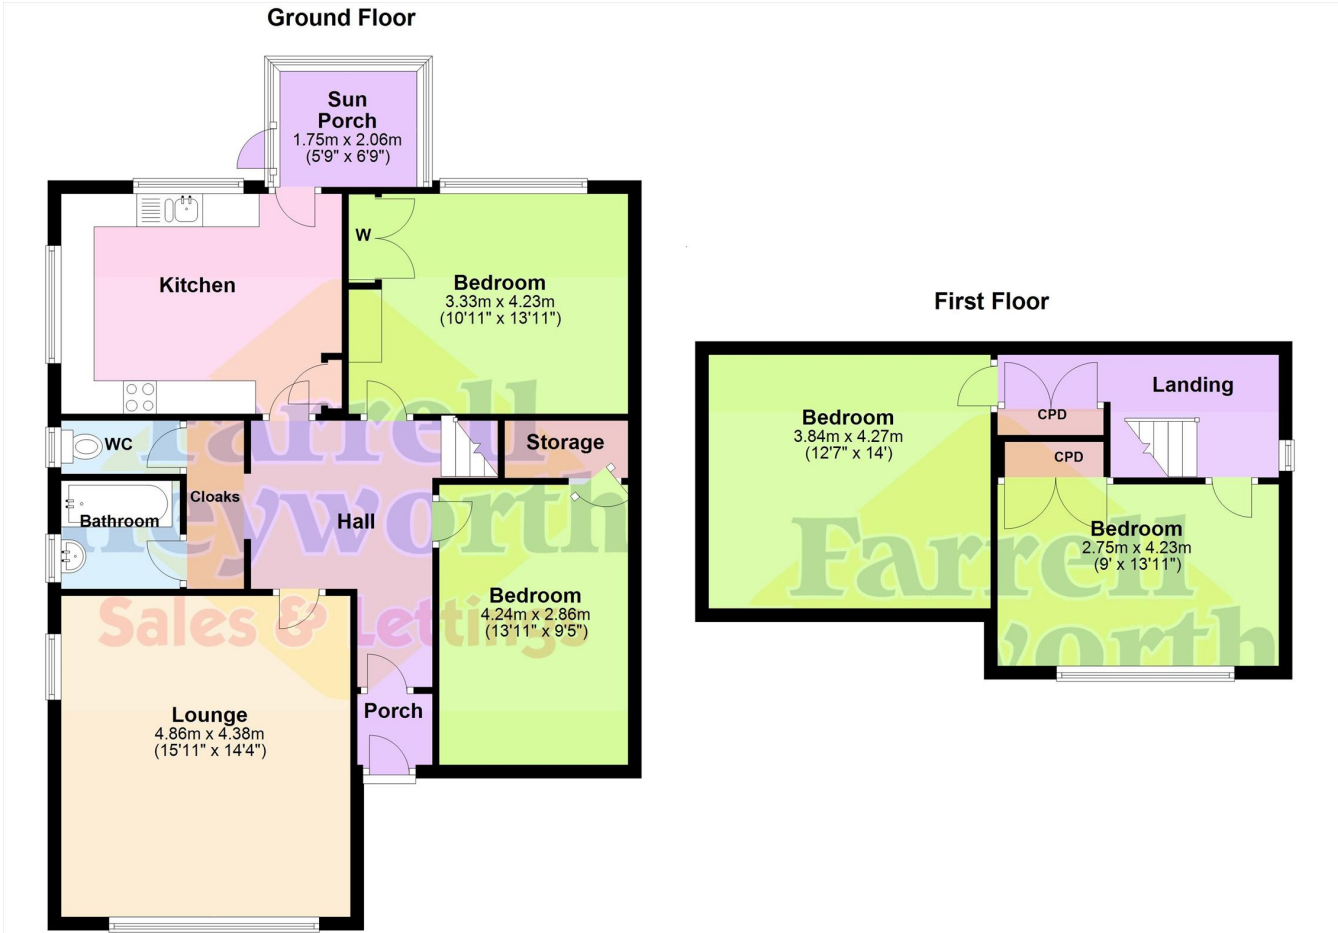 Ground Floor
Sun
Porch
1.75m x 2.06m
(5'9" x 6'9")
Kitchen
W
Bedroom
3.33m x 4.23m
(10'11" x 13'11")
WC
Cloaks
Bathroom
Hall
Storage
Bedroom
4.24m x 2.86m
(13'11" x 9'5")
Lounge
4.86m x 4.38m
(15'11" x 14'4")
Porch
Farrell
Heyworth
Sales & Lettings
First Floor
Bedroom
3.84m x 4.27m
(12'7" x 14')
CPD
Landing
CPD
Bedroom
2.75m x 4.23m
(9' x 13'11")
Farrell
worth